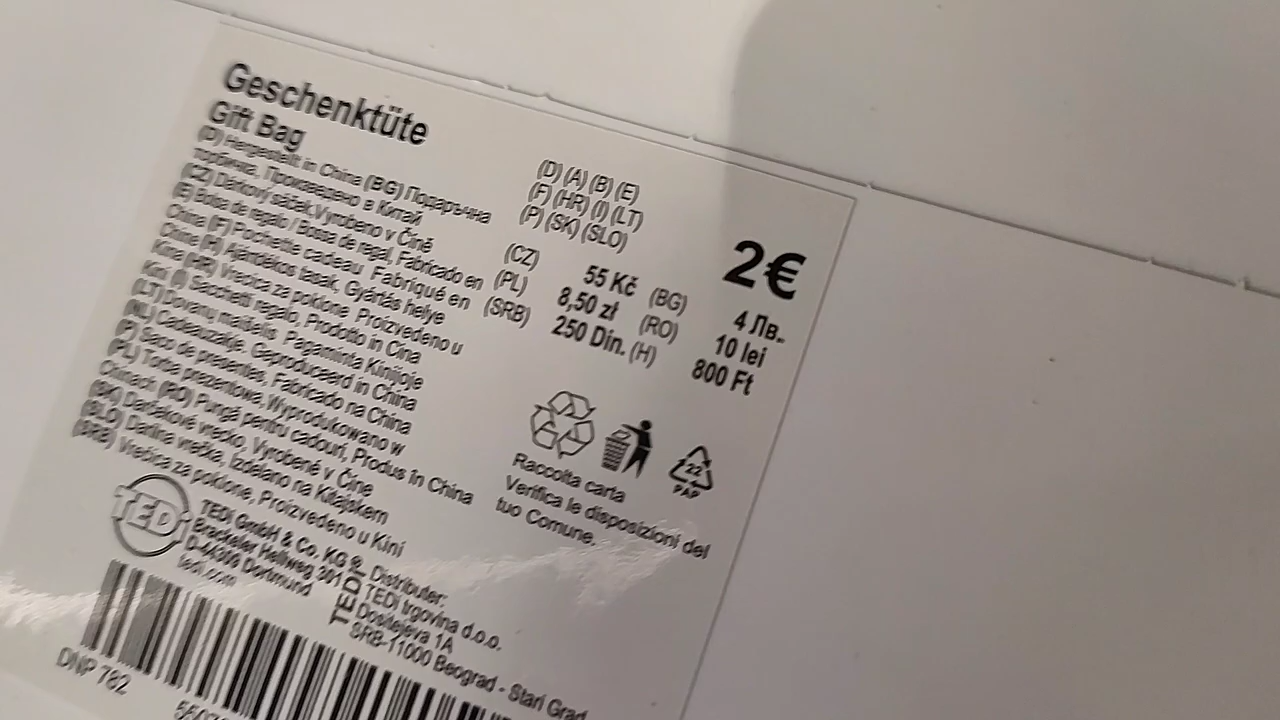 Geschenktüte
Gift Bag
(D) Hergestellt in China (BG) Подаръчна
торбичка, Произведено в Китай
(CZ) Dárkový sáček, Vyrobeno v Číně
(E) Bolsa de regalo / Bossa de regal, Fabricado en
China (F) Pochette cadeau Fabriqué en
Chine (H) Ajándékos tasak, Gyártás helye
Kína (HR) Vrećica za poklone Proizvedeno u
Kini (I) Sacchetti regalo, Prodotto in Cina
(LT) Dovanų maišelis Pagaminta Kinijoje
(NL) Cadeauzakje, Geproduceerd in China
(P) Saco de presentes, Fabricado na China
(PL) Torba prezentowa, Wyprodukowano w
Chinach (RO) Pungă pentru cadouri, Produs în China
(SK) Darčekové vrecko, Vyrobené v Číne
(SLO) Darilna vrečka, Izdelano na Kitajskem
(SRB) Vrećica za poklone, Proizvedeno u Kini
(D) (A) (B) (E)
(F) (HR) (I) (LT)
(P) (SK) (SLO)
2€
(CZ) 55 Kč (BG) 4 Лв.
(PL) 8,50 zł (RO) 10 lei
(SRB) 250 Din. (H) 800 Ft
22
PAP
Raccolta carta
Verifica le disposizioni del
tuo Comune.
TEDi
TEDi GmbH & Co. KG ®
Brackeler Hellweg 301
D-44309 Dortmund
tedi.com
TEDi
Distributer:
TEDi trgovina d.o.o.
Dositejeva 1A
SRB-11000 Beograd - Stari Grad
DNP 782